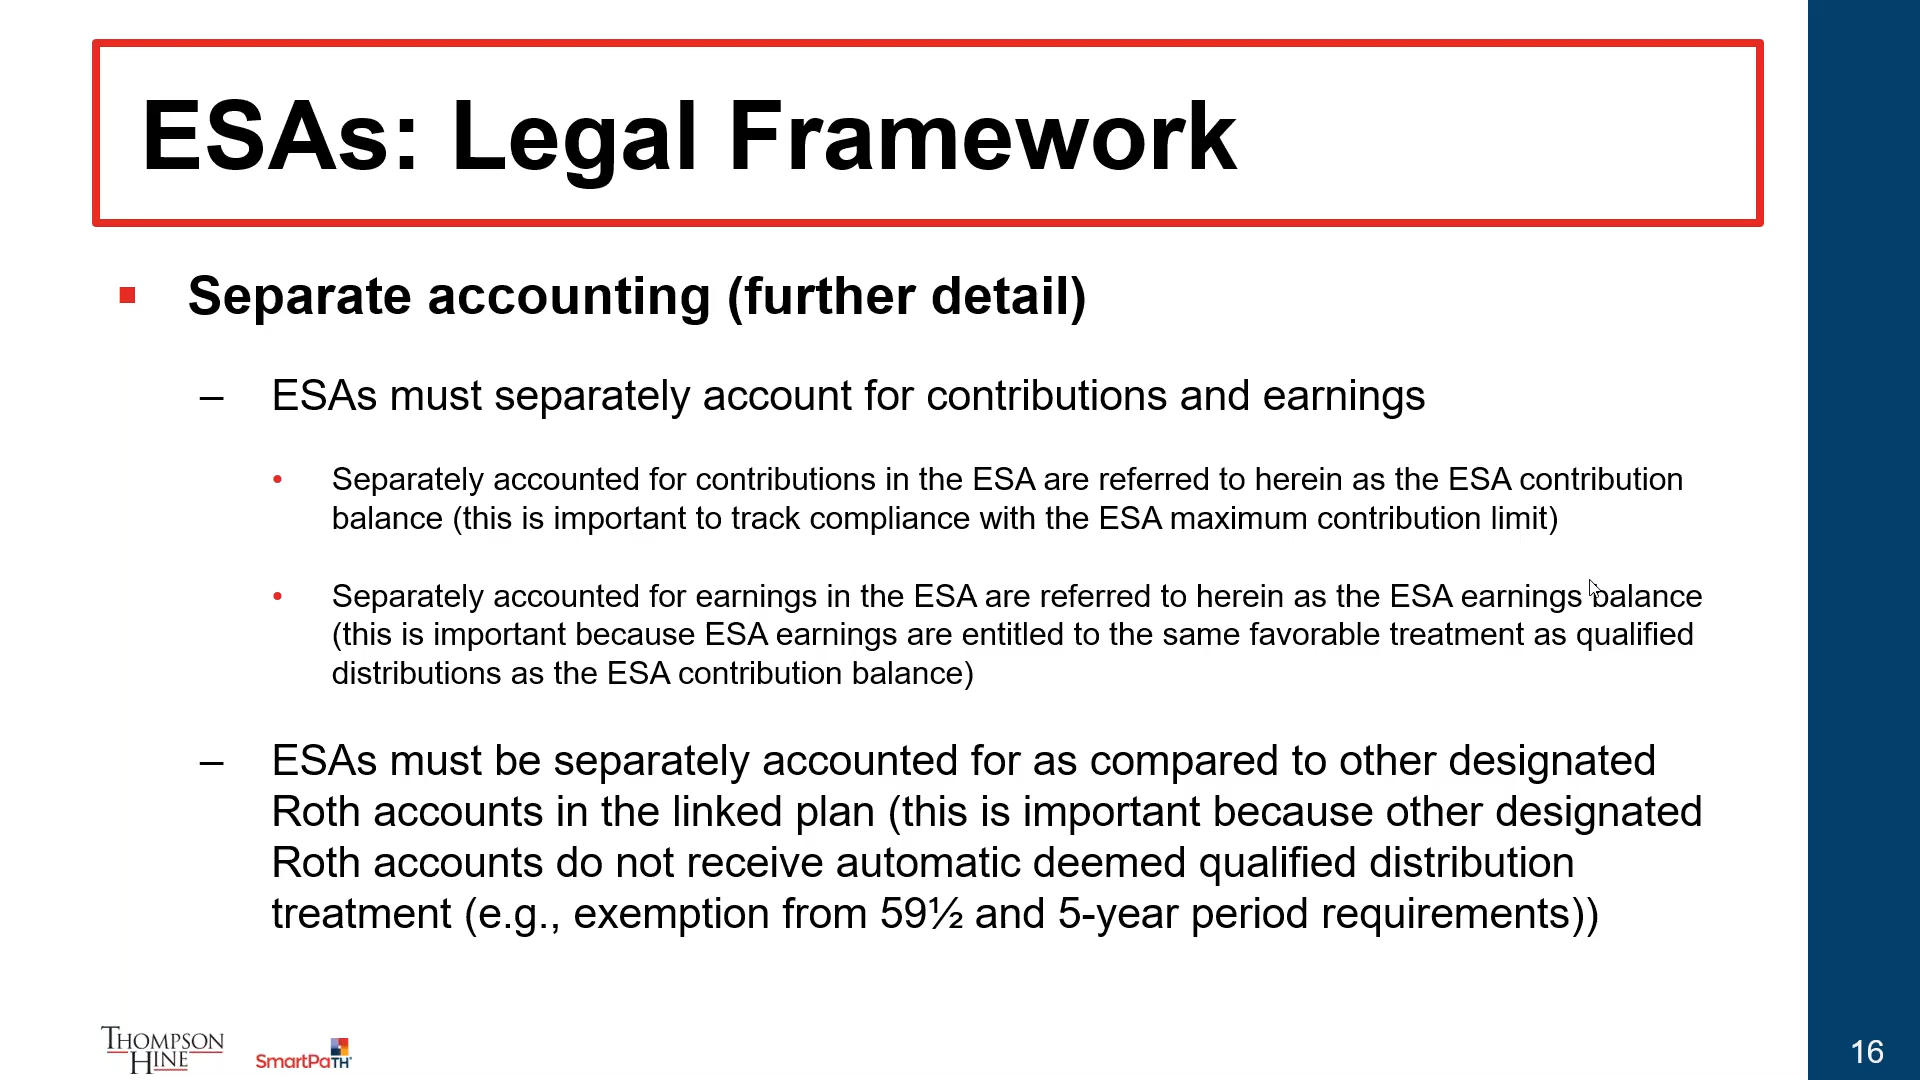 ESAs: Legal Framework
▪ Separate accounting (further detail)
– ESAs must separately account for contributions and earnings
• Separately accounted for contributions in the ESA are referred to herein as the ESA contribution
balance (this is important to track compliance with the ESA maximum contribution limit)
• Separately accounted for earnings in the ESA are referred to herein as the ESA earnings balance
(this is important because ESA earnings are entitled to the same favorable treatment as qualified
distributions as the ESA contribution balance)
– ESAs must be separately accounted for as compared to other designated
Roth accounts in the linked plan (this is important because other designated
Roth accounts do not receive automatic deemed qualified distribution
treatment (e.g., exemption from 59½ and 5-year period requirements))
THOMPSON
HINE
SmartPaTH
16